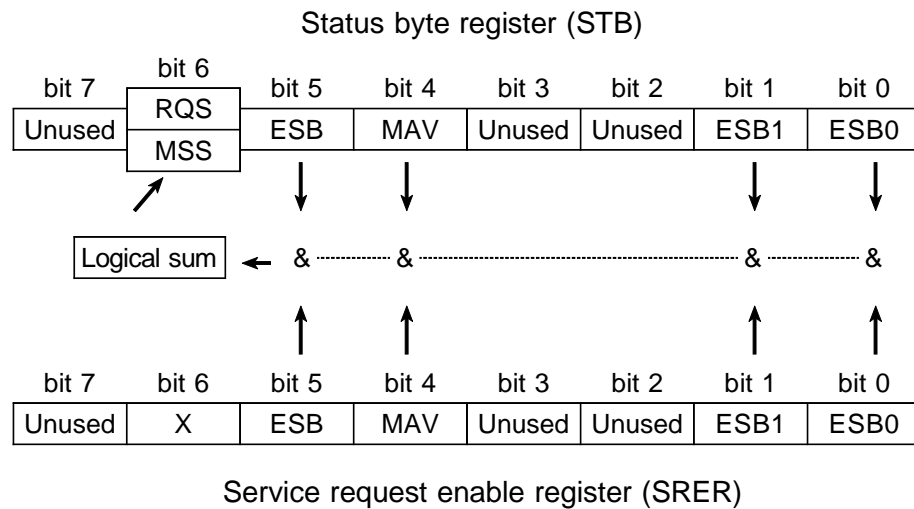 Status byte register (STB)
bit 6
bit 7 bit 5 bit 4 bit 3 bit 2 bit 1 bit 0
RQS
Unused ESB MAV Unused Unused ESB1 ESB0
MSS
Logical sum & & & &
bit 7 bit 6 bit 5 bit 4 bit 3 bit 2 bit 1 bit 0
Unused X ESB MAV Unused Unused ESB1 ESB0
Service request enable register (SRER)